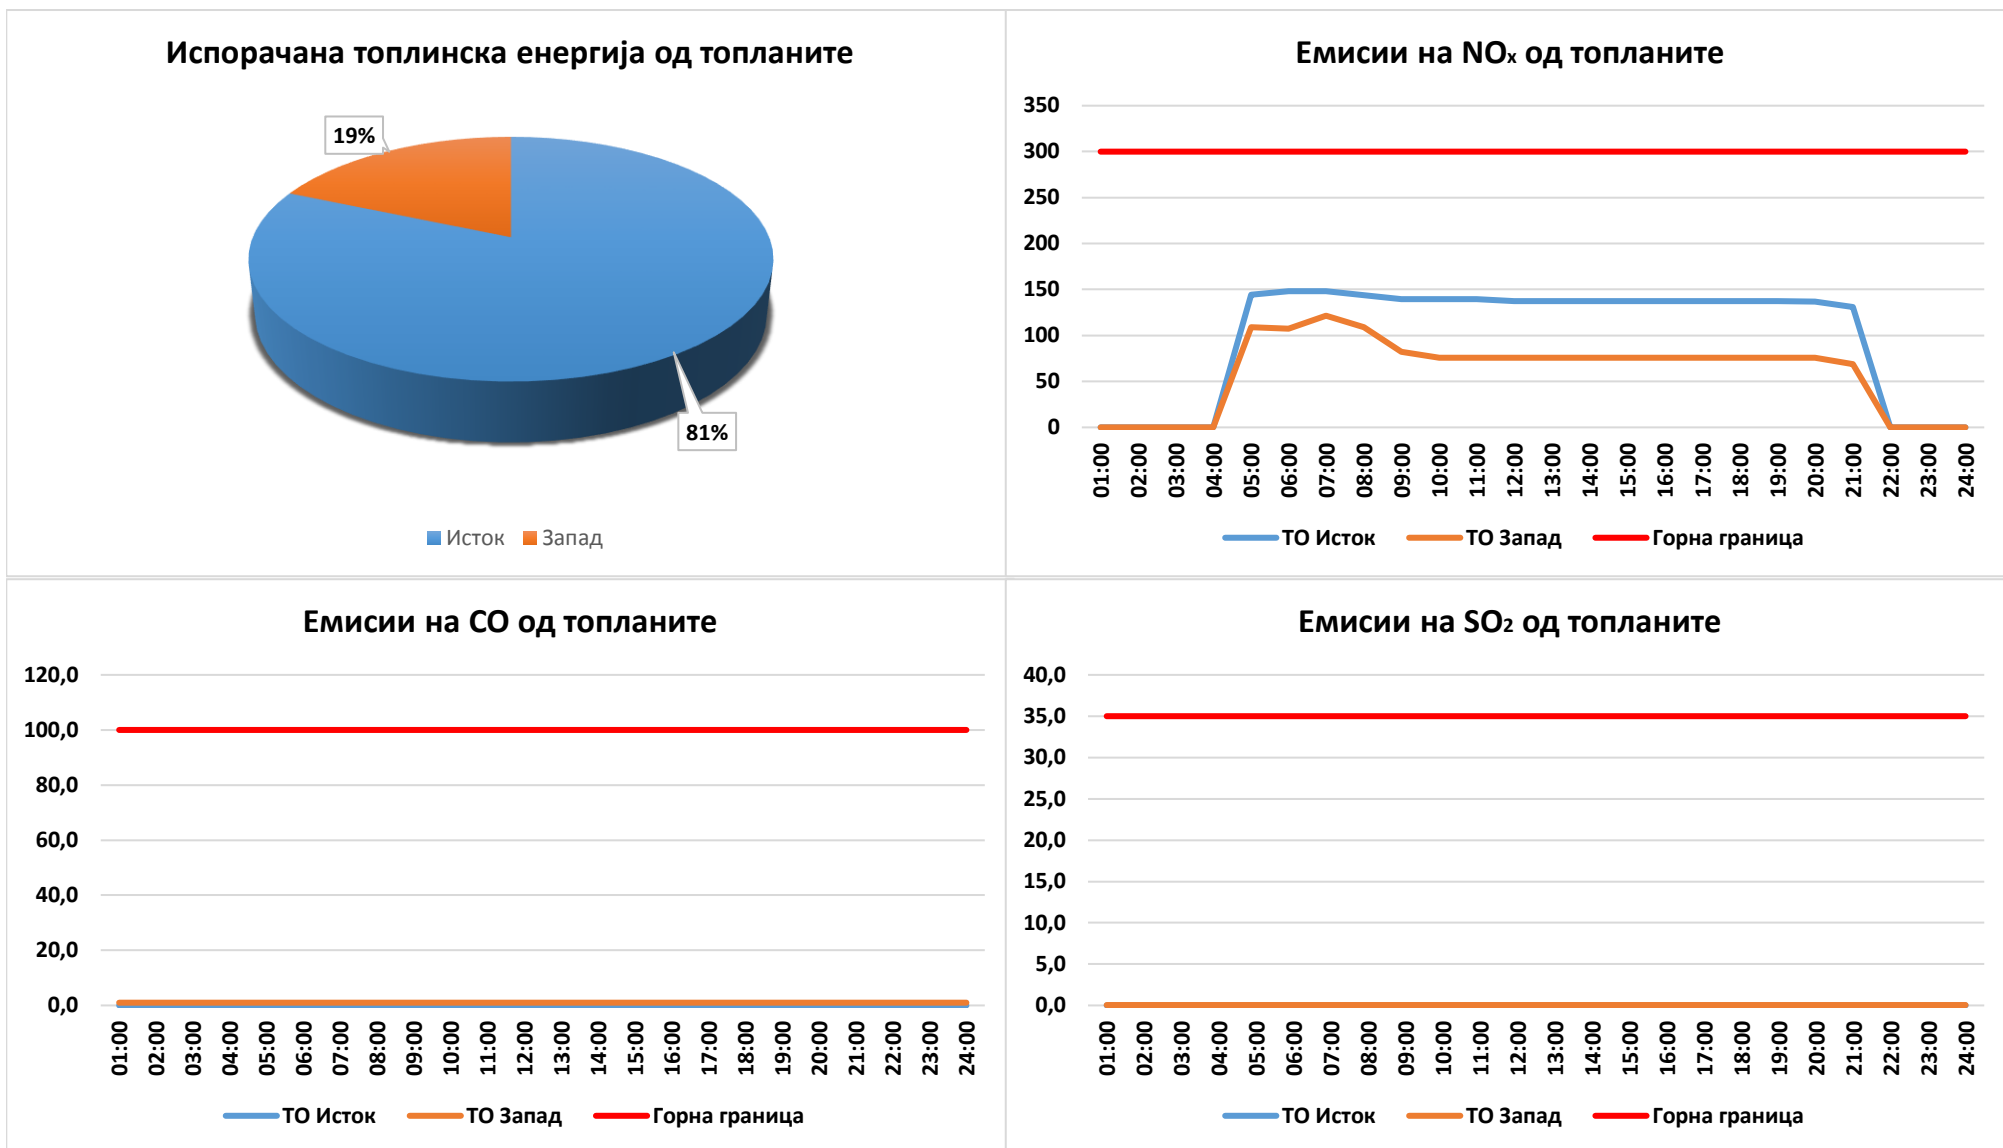 Испорачана топлинска енергија од топланите
19%
81%
Исток Запад
Емисии на NOx од топланите
350
300
250
200
150
100
50
0
01:00 02:00 03:00 04:00 05:00 06:00 07:00 08:00 09:00 10:00 11:00 12:00 13:00 14:00 15:00 16:00 17:00 18:00 19:00 20:00 21:00 22:00 23:00 24:00
ТО Исток ТО Запад Горна граница
Емисии на CO од топланите
120,0
100,0
80,0
60,0
40,0
20,0
0,0
01:00 02:00 03:00 04:00 05:00 06:00 07:00 08:00 09:00 10:00 11:00 12:00 13:00 14:00 15:00 16:00 17:00 18:00 19:00 20:00 21:00 22:00 23:00 24:00
ТО Исток ТО Запад Горна граница
Емисии на SO₂ од топланите
40,0
35,0
30,0
25,0
20,0
15,0
10,0
5,0
0,0
01:00 02:00 03:00 04:00 05:00 06:00 07:00 08:00 09:00 10:00 11:00 12:00 13:00 14:00 15:00 16:00 17:00 18:00 19:00 20:00 21:00 22:00 23:00 24:00
ТО Исток ТО Запад Горна граница